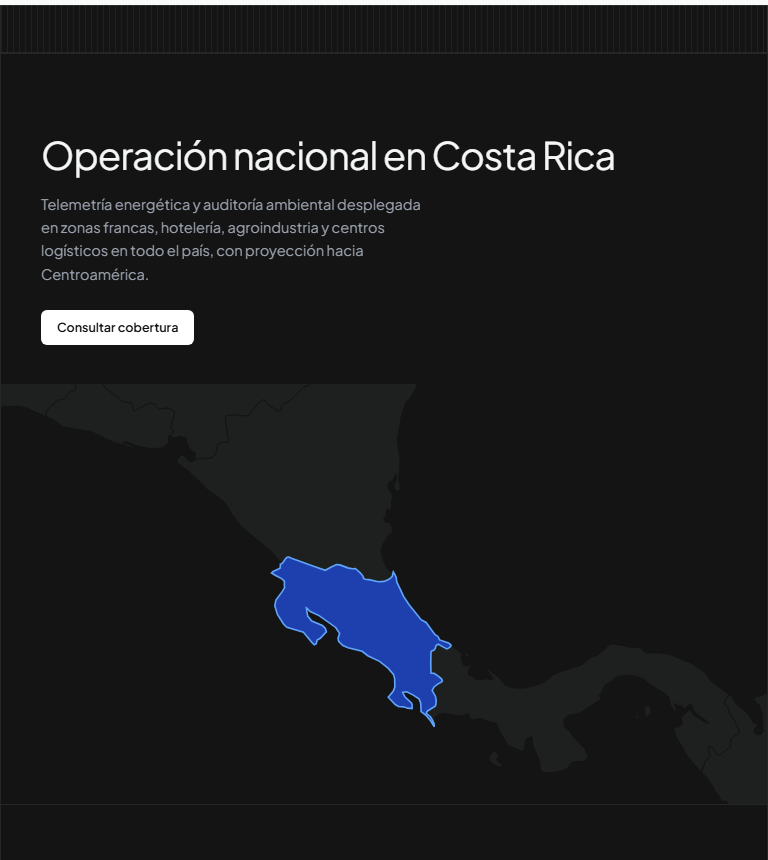 Operación nacional en Costa Rica
Telemetría energética y auditoría ambiental desplegada
en zonas francas, hotelería, agroindustria y centros
logísticos en todo el país, con proyección hacia
Centroamérica.
Consultar cobertura